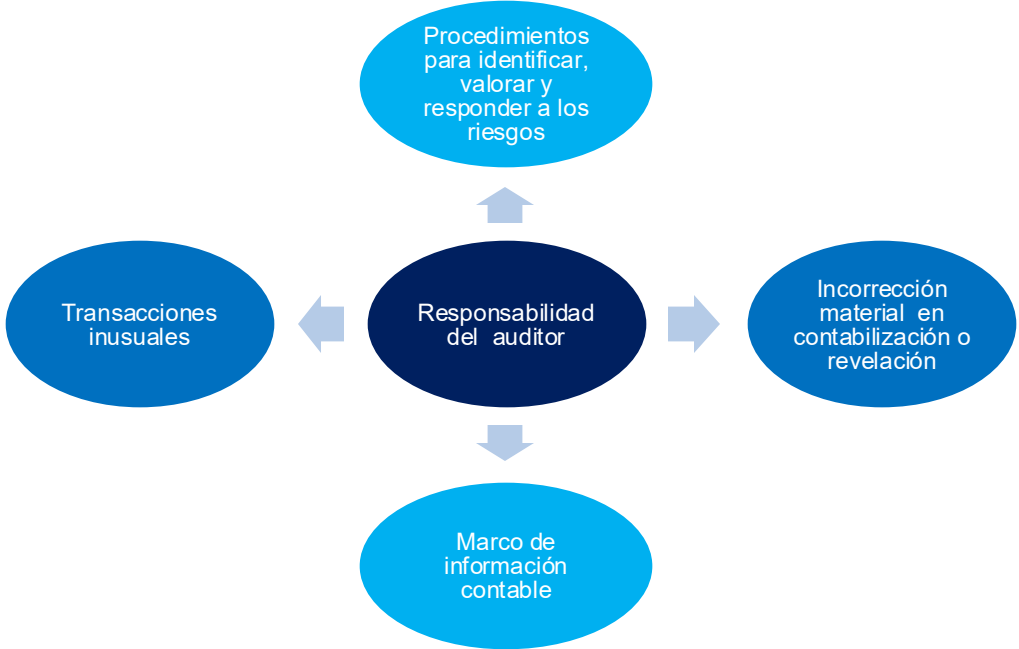 Procedimientos
para identificar,
valorar y
responder a los
riesgos
Transacciones
inusuales
Responsabilidad
del auditor
Incorrección
material en
contabilización o
revelación
Marco de
información
contable